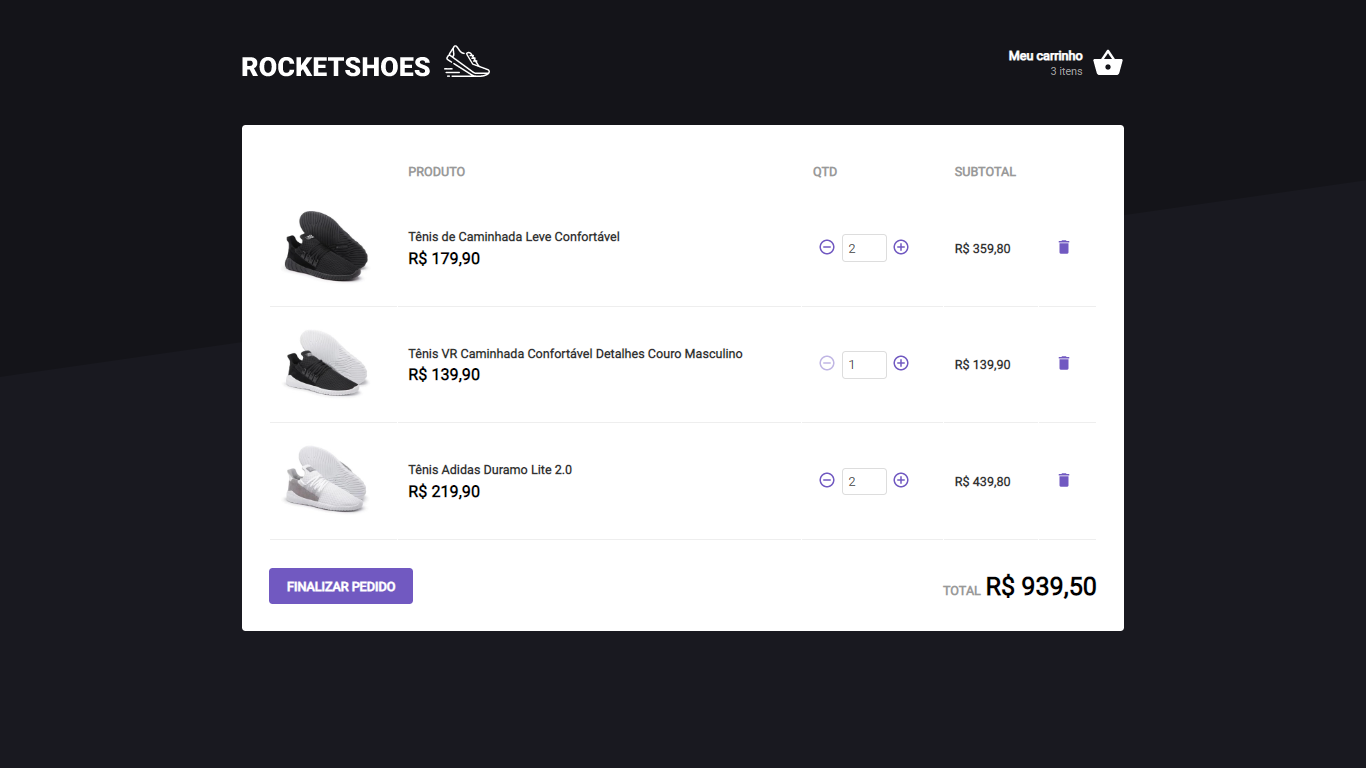 ROCKETSHOES
Meu carrinho
3 itens
PRODUTO QTD SUBTOTAL
Tênis de Caminhada Leve Confortável
R$ 179,90
2
R$ 359,80
Tênis VR Caminhada Confortável Detalhes Couro Masculino
R$ 139,90
1
R$ 139,90
Tênis Adidas Duramo Lite 2.0
R$ 219,90
2
R$ 439,80
FINALIZAR PEDIDO
TOTAL R$ 939,50